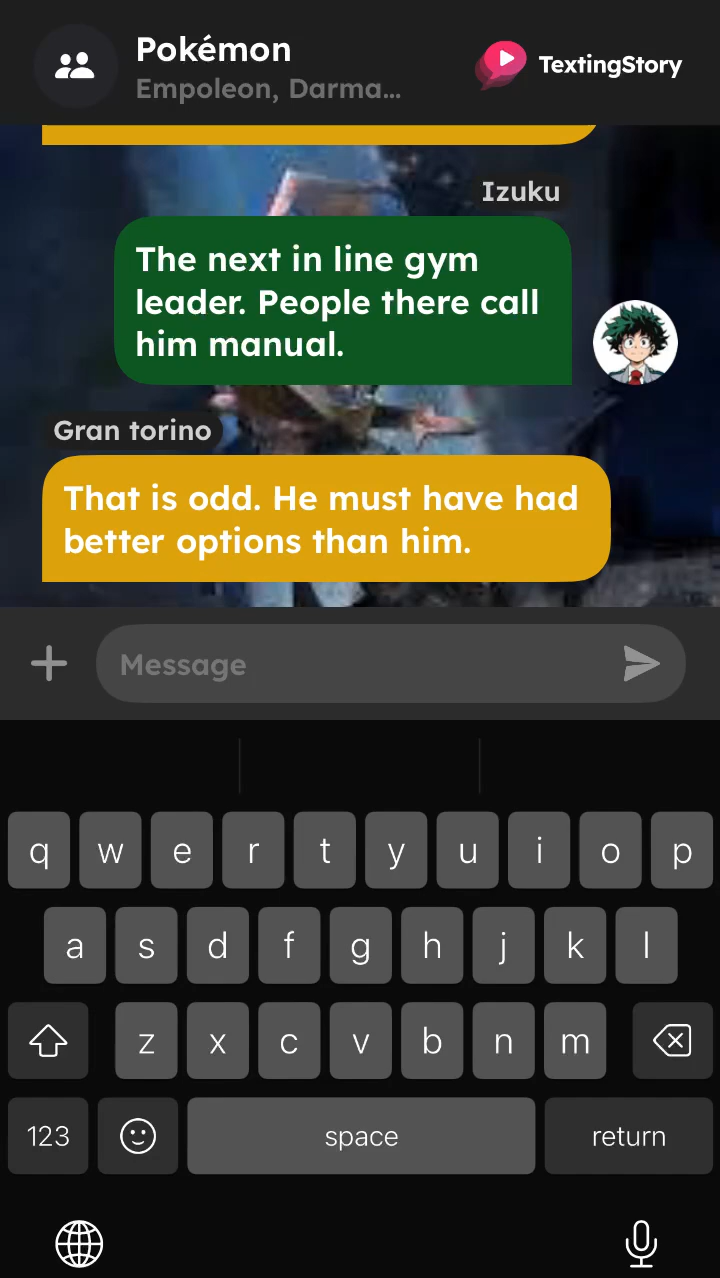 Pokémon
Empoleon, Darma...
TextingStory
Izuku
The next in line gym
leader. People there call
him manual.
Gran torino
That is odd. He must have had
better options than him.
Message
q w e r t y u i o p
a s d f g h j k l
z x c v b n m
123 space return